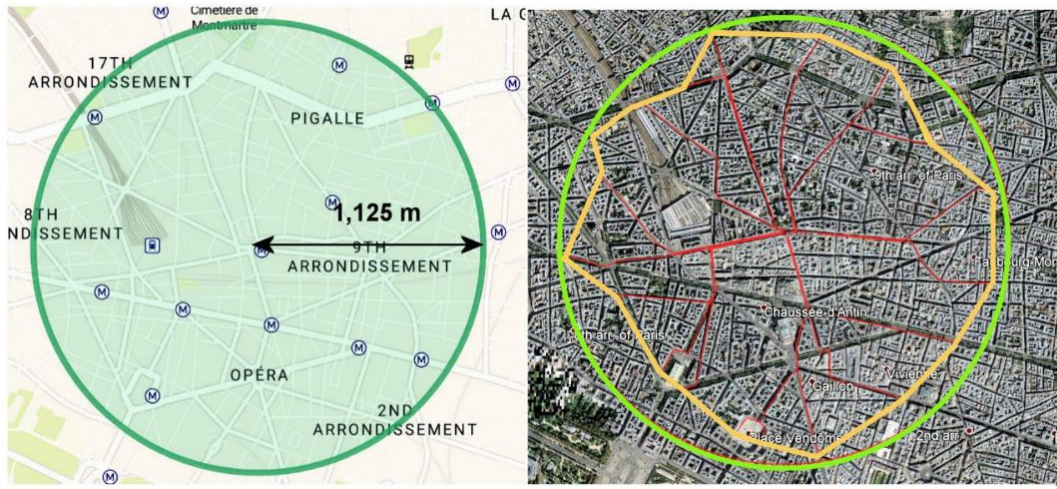 Cimetière de
Montmartre
LA G
17TH
ARRONDISSEMENT
PIGALLE
8TH
NDISSEMENT
1,125 m
9TH
ARRONDISSEMENT
OPÉRA
2ND
ARRONDISSEMENT
M
M
M
M
M
M
M
M
M
M
M
M
M
M
9th arr. of Paris
Faubourg-Mon
Chaussée-d'Antin
8th arr. of Paris
Vivienne
Gaillon
Place Vendôme
2nd arr